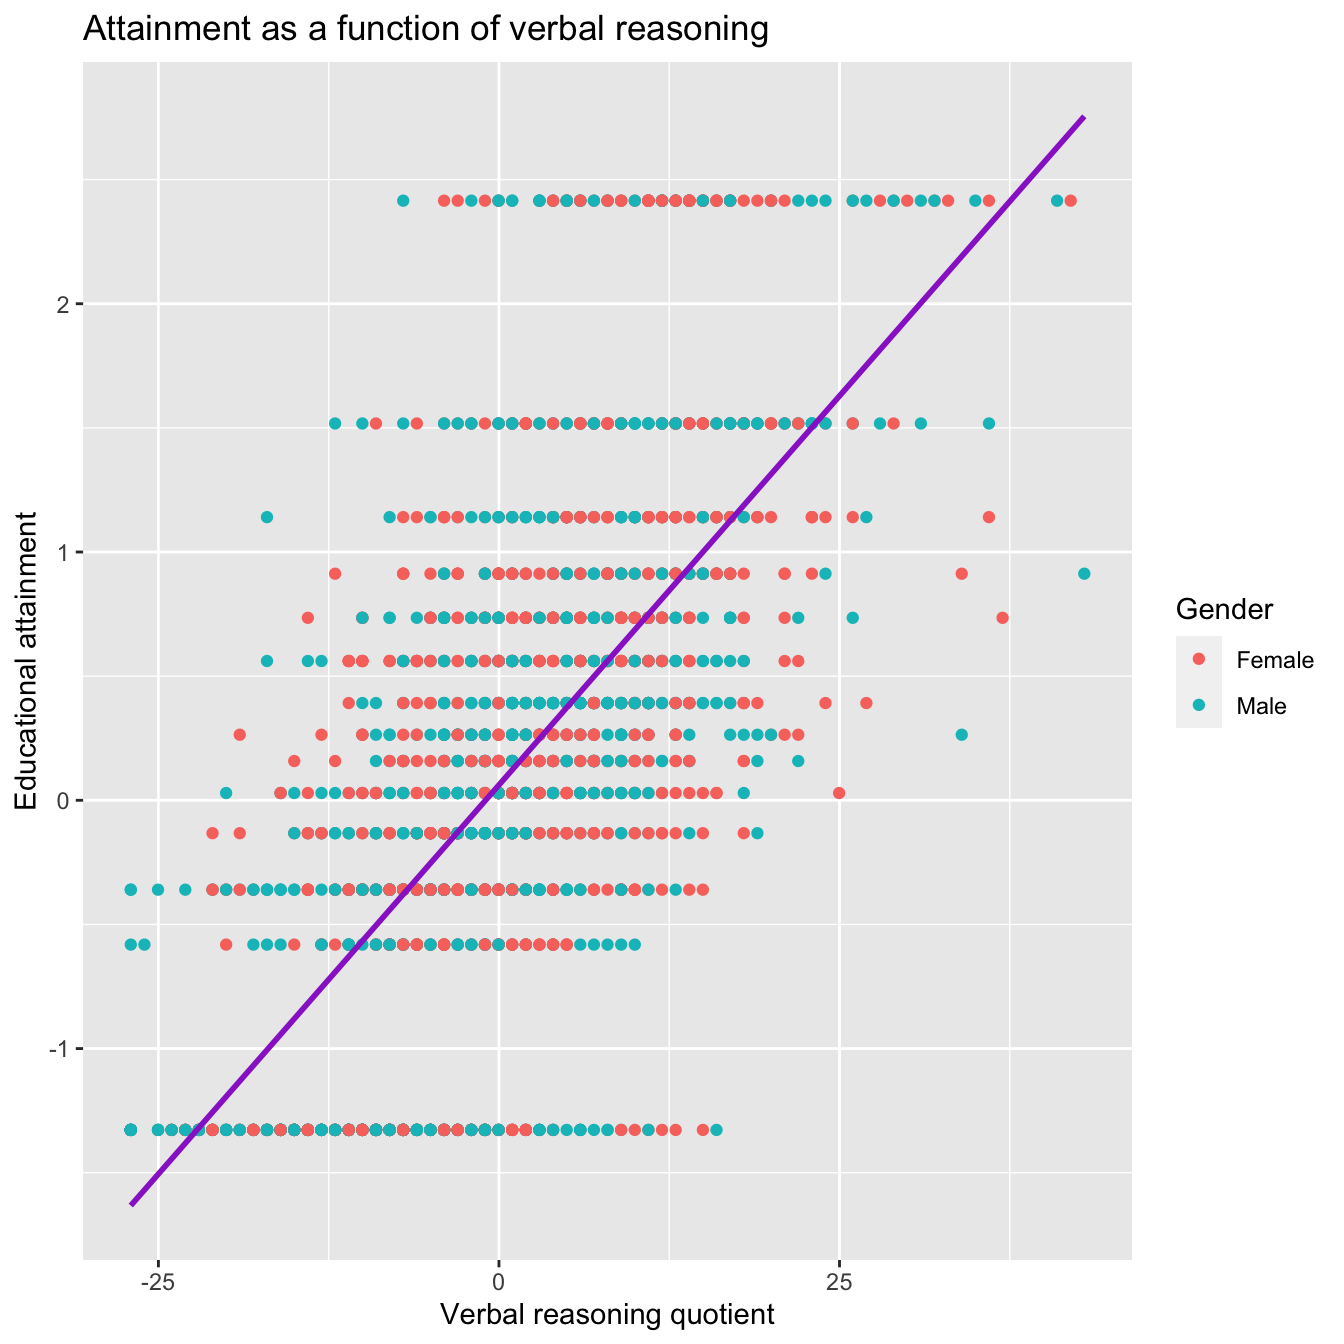 Attainment as a function of verbal reasoning
Educational attainment
2
1
0
-1
-25
0
25
Verbal reasoning quotient
Gender
Female
Male